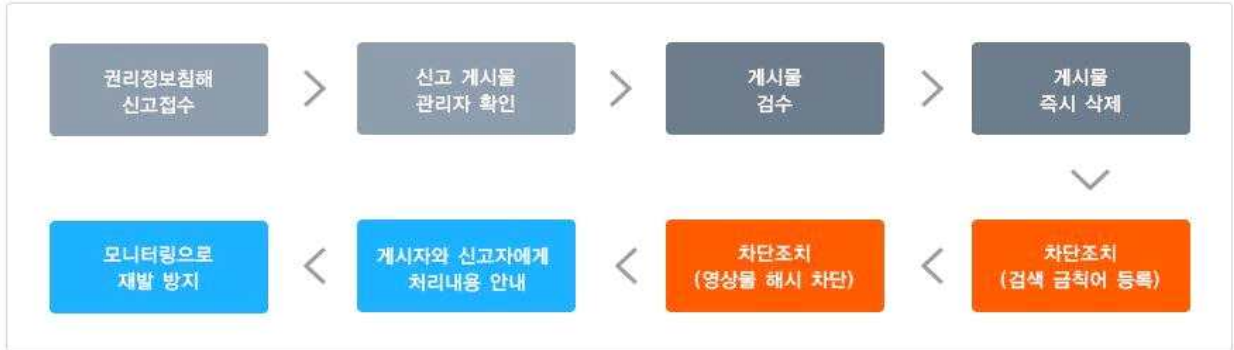 권리정보침해
신고접수
신고 게시물
관리자 확인
게시물
검수
게시물
즉시 삭제
차단조치
(검색 금칙어 등록)
차단조치
(영상물 해시 차단)
게시자와 신고자에게
처리내용 안내
모니터링으로
재발 방지